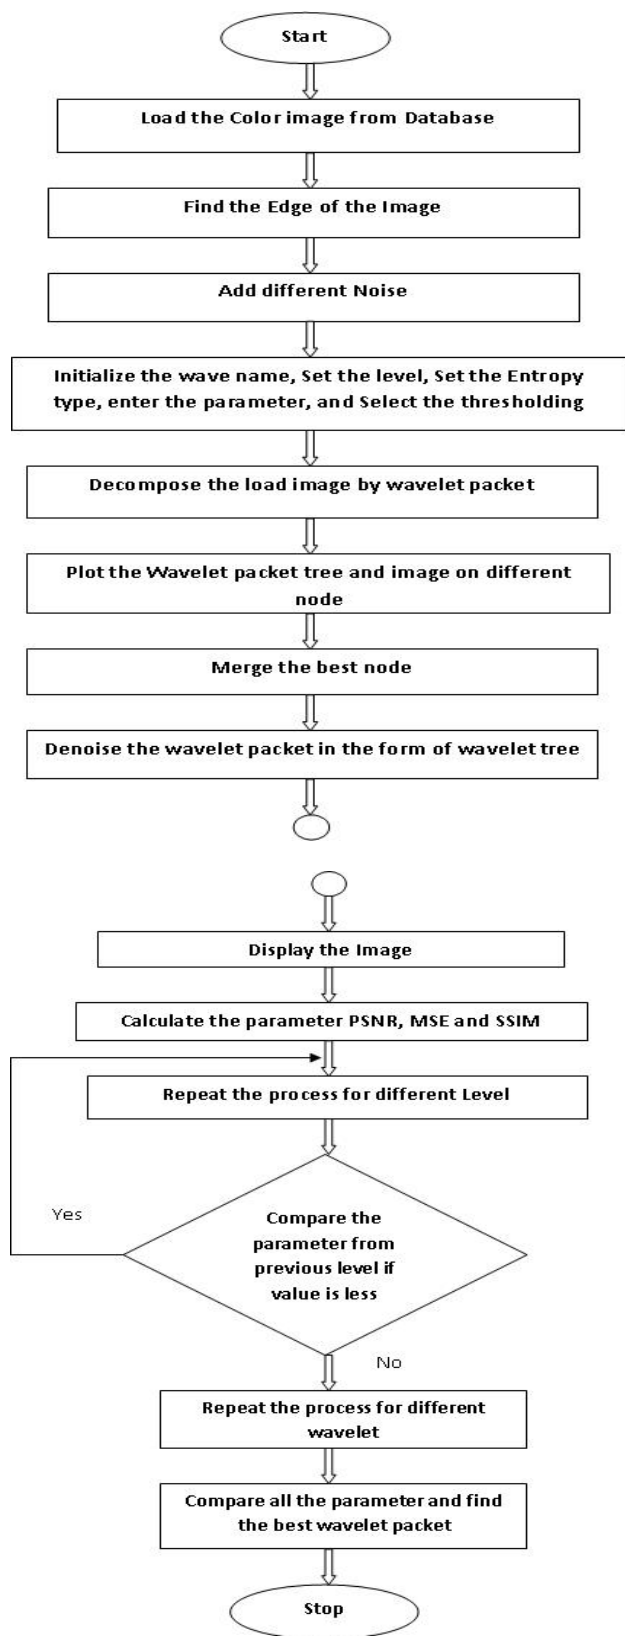 Start
Load the Color image from Database
Find the Edge of the Image
Add different Noise
Initialize the wave name, Set the level, Set the Entropy
type, enter the parameter, and Select the thresholding
Decompose the load image by wavelet packet
Plot the Wavelet packet tree and image on different
node
Merge the best node
Denoise the wavelet packet in the form of wavelet tree
Display the Image
Calculate the parameter PSNR, MSE and SSIM
Repeat the process for different Level
Yes
Compare the
parameter from
previous level if
value is less
No
Repeat the process for different
wavelet
Compare all the parameter and find
the best wavelet packet
Stop